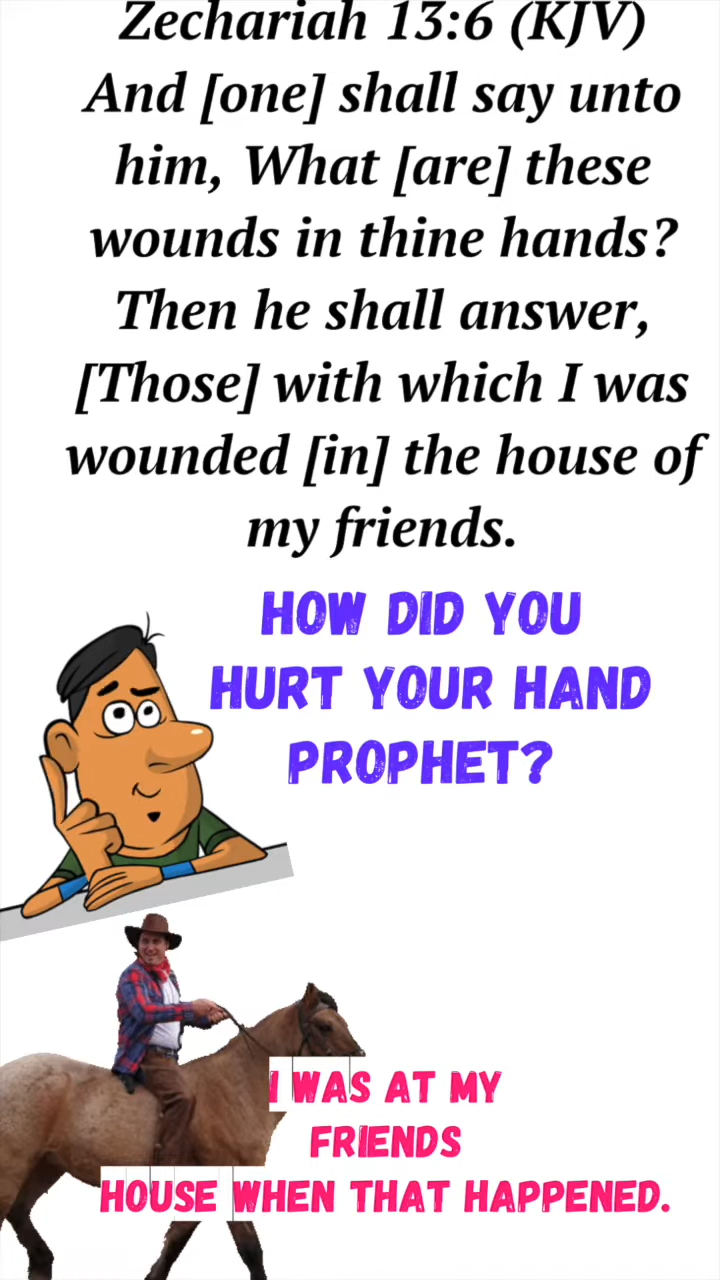 Zechariah 13:6 (KJV)
And [one] shall say unto
him, What [are] these
wounds in thine hands?
Then he shall answer,
[Those] with which I was
wounded [in] the house of
my friends.
HOW DID YOU
HURT YOUR HAND
PROPHET?
I WAS AT MY
FRIENDS
HOUSE WHEN THAT HAPPENED.